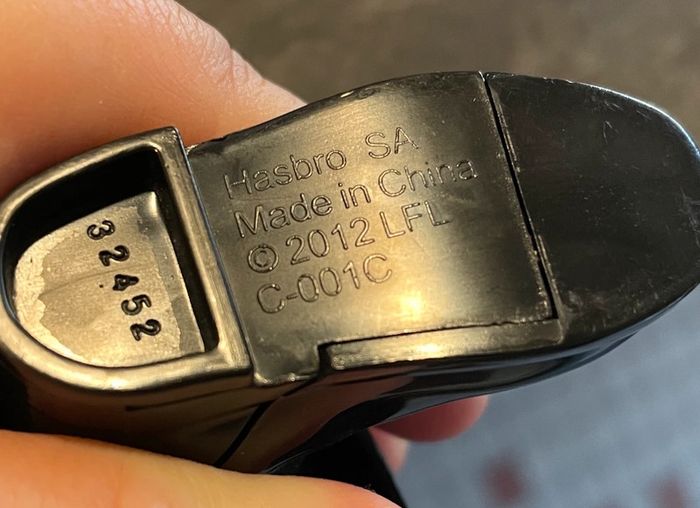 Hasbro SA
Made in China
© 2012 LFL
C-001C
32452